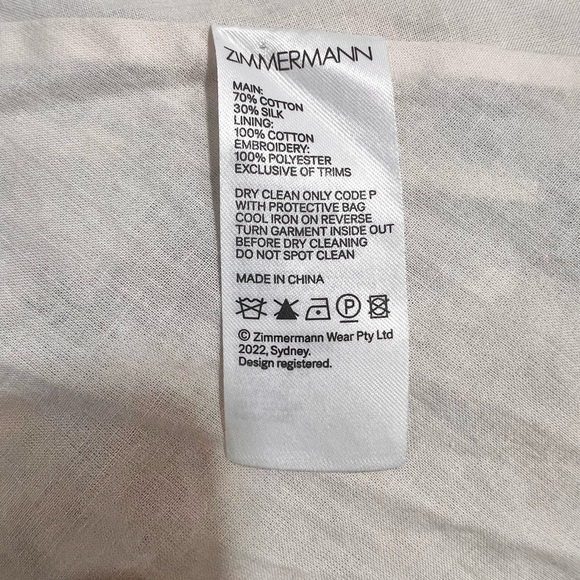 ZIMMERMANN
MAIN:
70% COTTON
30% SILK
LINING:
100% COTTON
EMBROIDERY:
100% POLYESTER
EXCLUSIVE OF TRIMS
DRY CLEAN ONLY CODE P
WITH PROTECTIVE BAG
COOL IRON ON REVERSE
TURN GARMENT INSIDE OUT
BEFORE DRY CLEANING
DO NOT SPOT CLEAN
MADE IN CHINA
P
© Zimmermann Wear Pty Ltd
2022, Sydney.
Design registered.